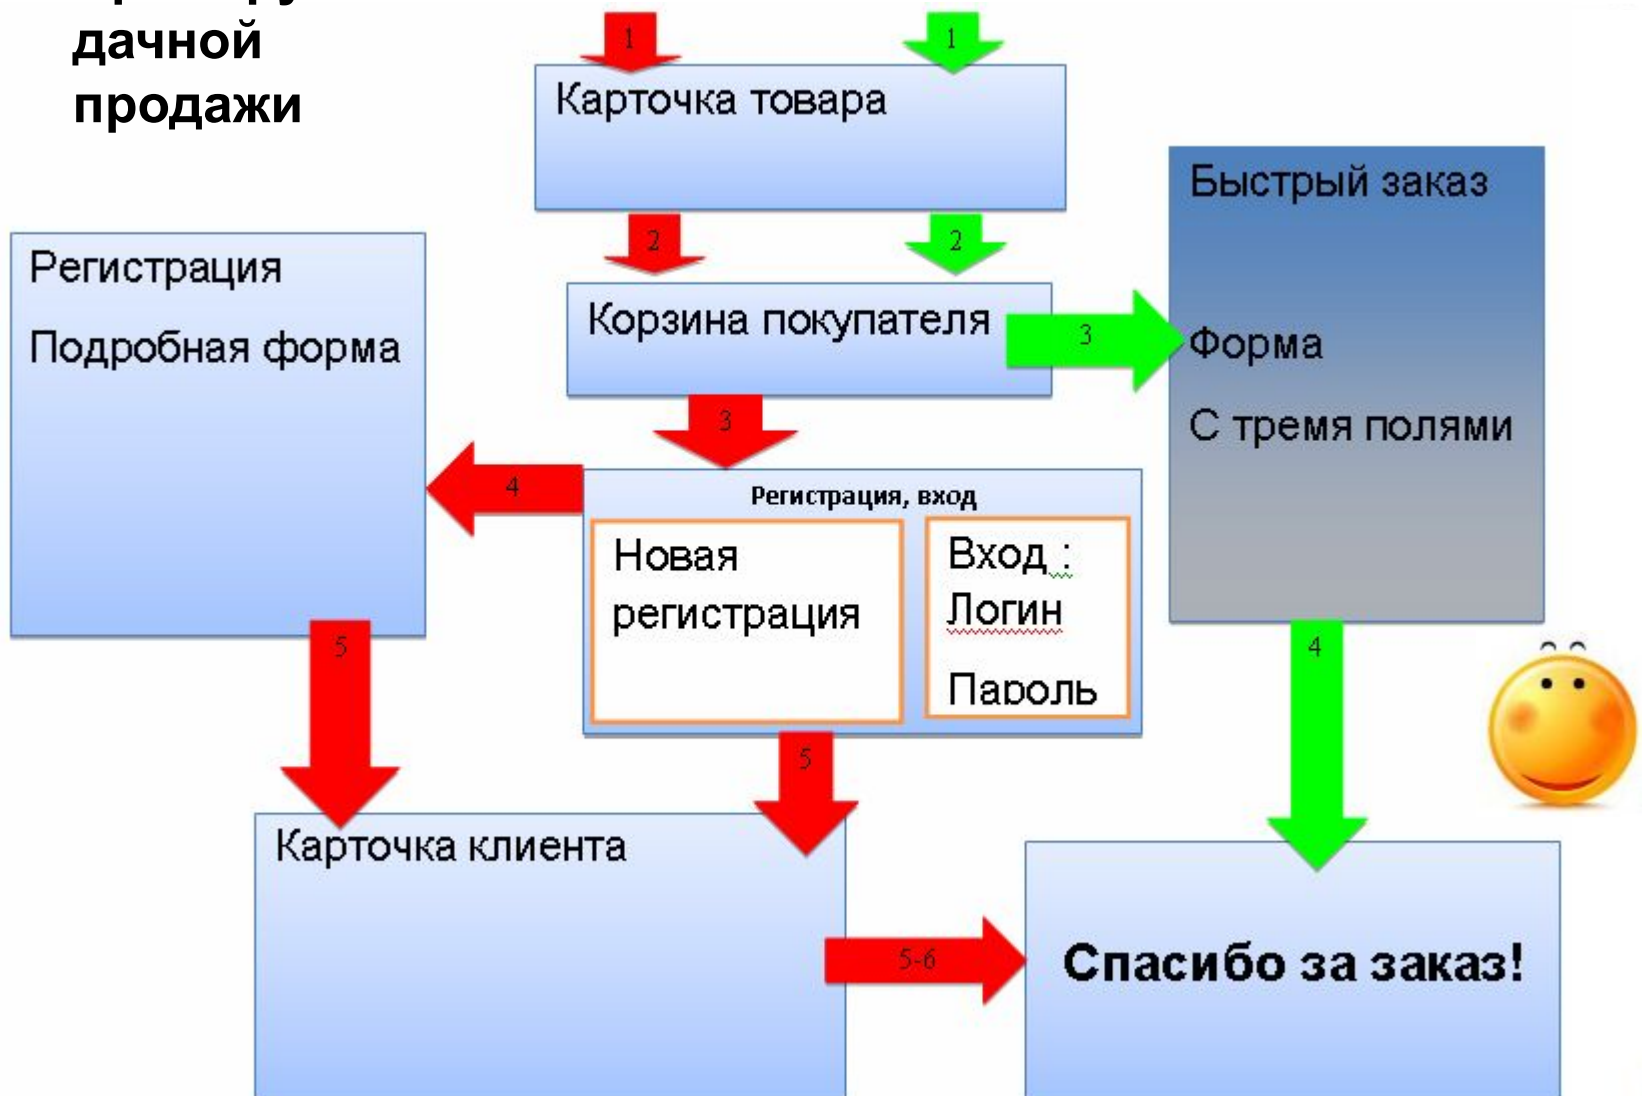 дачной
продажи
1
1
Карточка товара
2
2
Быстрый заказ
Форма
С тремя полями
Регистрация
Подробная форма
Корзина покупателя
3
3
4
Регистрация, вход
Новая
регистрация
Вход :
Логин
Пароль
5
5
4
Карточка клиента
5-6
Спасибо за заказ!